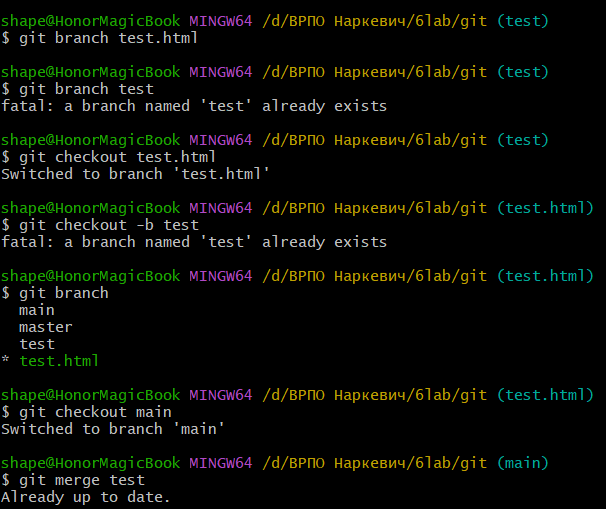 shape@HonorMagicBook MINGW64 /d/ВРПО Наркевич/6lab/git (test)
$ git branch test.html
shape@HonorMagicBook MINGW64 /d/ВРПО Наркевич/6lab/git (test)
$ git branch test
fatal: a branch named 'test' already exists
shape@HonorMagicBook MINGW64 /d/ВРПО Наркевич/6lab/git (test)
$ git checkout test.html
Switched to branch 'test.html'
shape@HonorMagicBook MINGW64 /d/ВРПО Наркевич/6lab/git (test.html)
$ git checkout -b test
fatal: a branch named 'test' already exists
shape@HonorMagicBook MINGW64 /d/ВРПО Наркевич/6lab/git (test.html)
$ git branch
  main
  master
  test
* test.html
shape@HonorMagicBook MINGW64 /d/ВРПО Наркевич/6lab/git (test.html)
$ git checkout main
Switched to branch 'main'
shape@HonorMagicBook MINGW64 /d/ВРПО Наркевич/6lab/git (main)
$ git merge test
Already up to date.